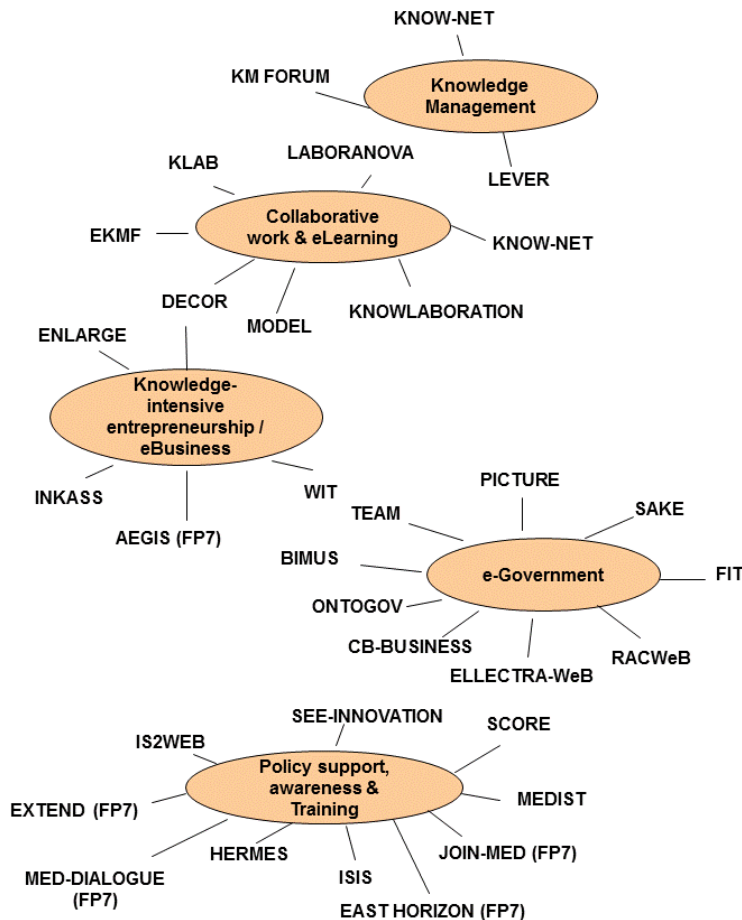 KNOW-NET
KM FORUM
Knowledge
Management
LEVER
LABORANOVA
KLAB
Collaborative
work & eLearning
EKMF
KNOW-NET
DECOR
MODEL
KNOWLABORATION
ENLARGE
Knowledge-
intensive
entrepreneurship /
eBusiness
INKASS
WIT
AEGIS (FP7)
PICTURE
TEAM
SAKE
BIMUS
e-Government
FIT
ONTOGOV
CB-BUSINESS
ELLECTRA-WeB
RACWeB
SEE-INNOVATION
SCORE
IS2WEB
Policy support,
awareness &
Training
EXTEND (FP7)
MEDIST
HERMES
JOIN-MED (FP7)
MED-DIALOGUE
(FP7)
ISIS
EAST HORIZON (FP7)